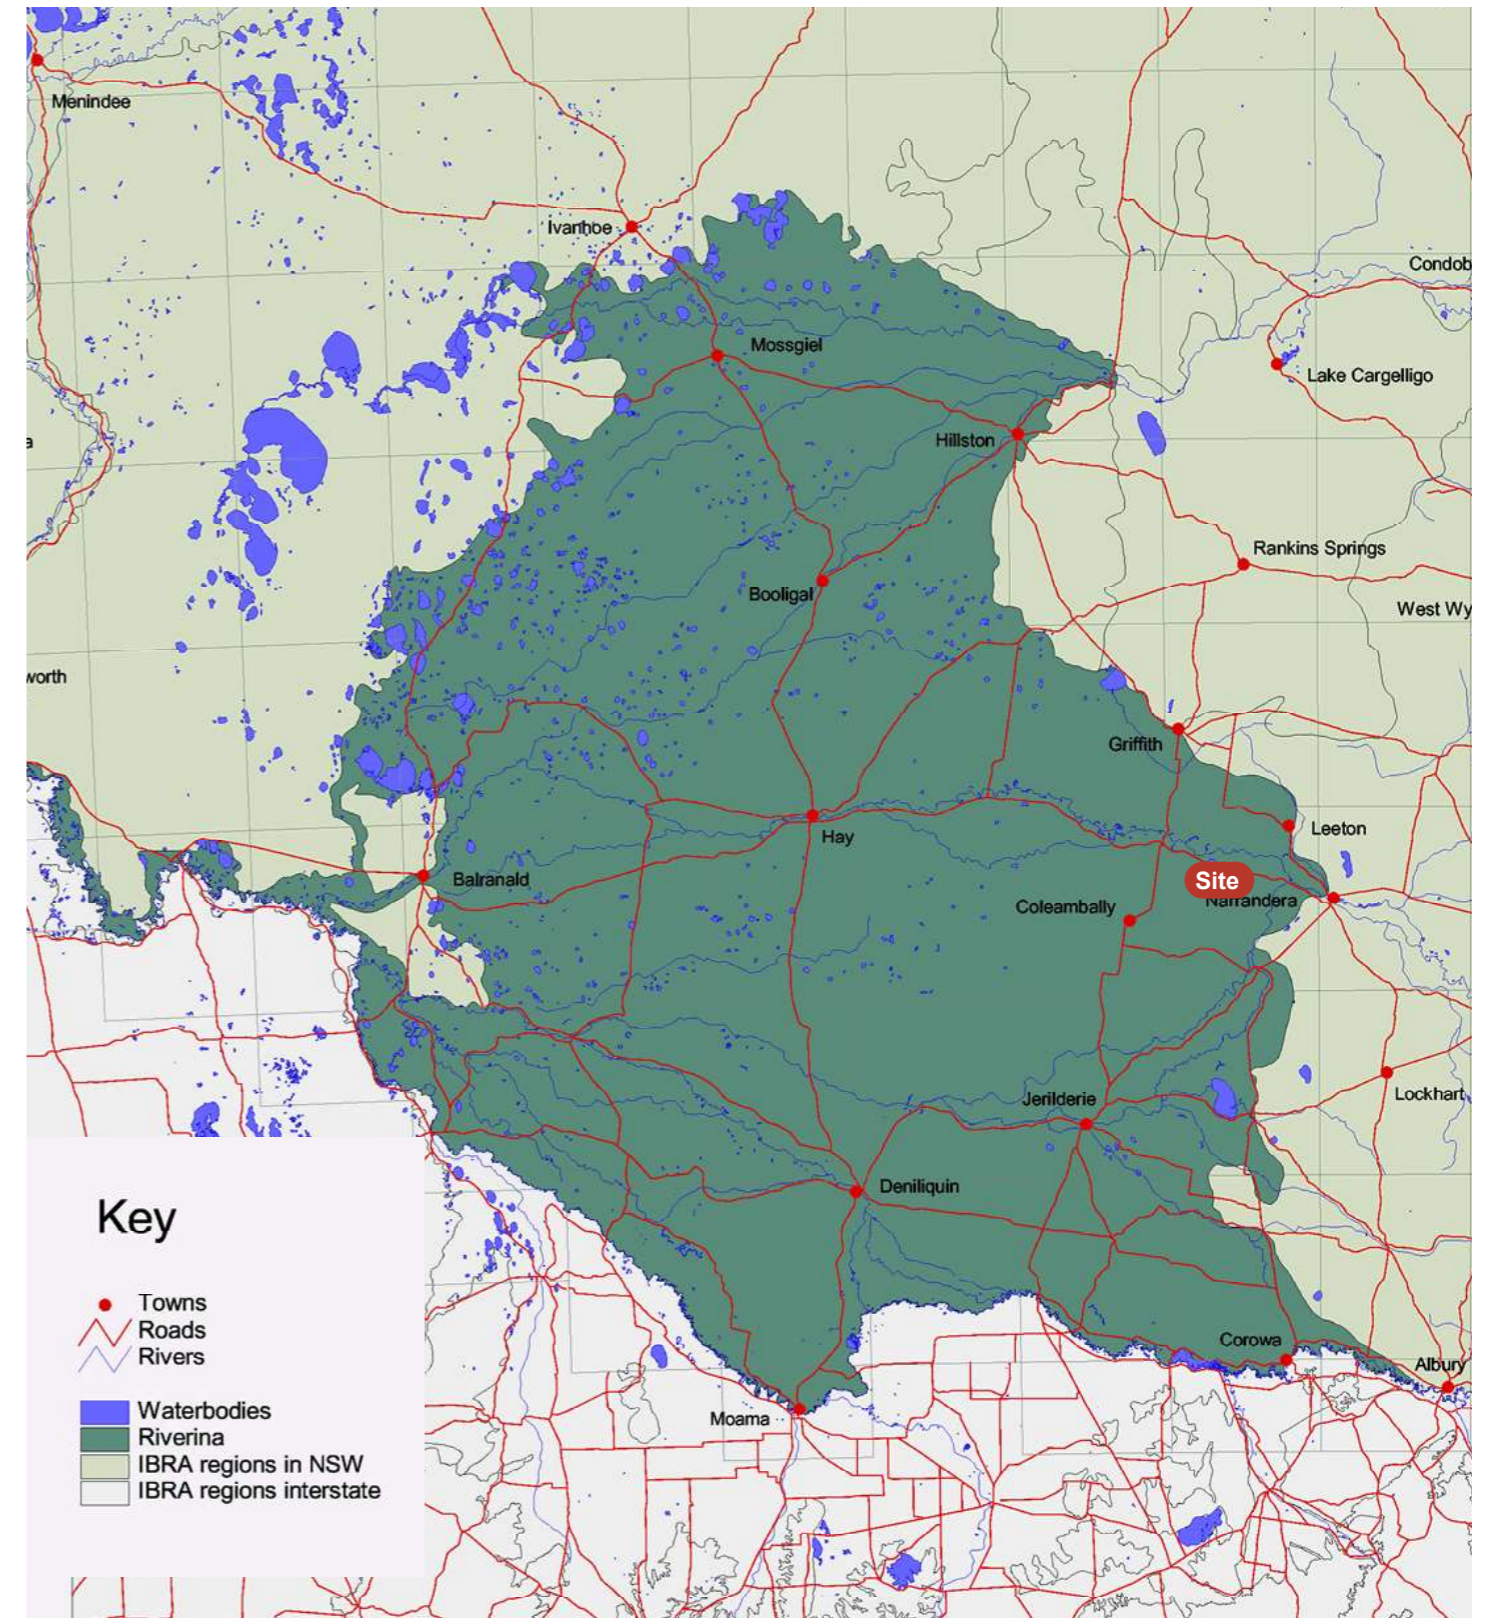 Menindee
Ivanhoe
Condob
Mossgiel
Lake Cargelligo
a
Hillston
Rankins Springs
Booligal
West Wy
worth
Griffith
Hay
Leeton
Balranald
Site
Coleambally
Narrandera
Jerilderie
Lockhart
Deniliquin
Corowa
Albury
Moama
Key
Towns
Roads
Rivers
Waterbodies
Riverina
IBRA regions in NSW
IBRA regions interstate